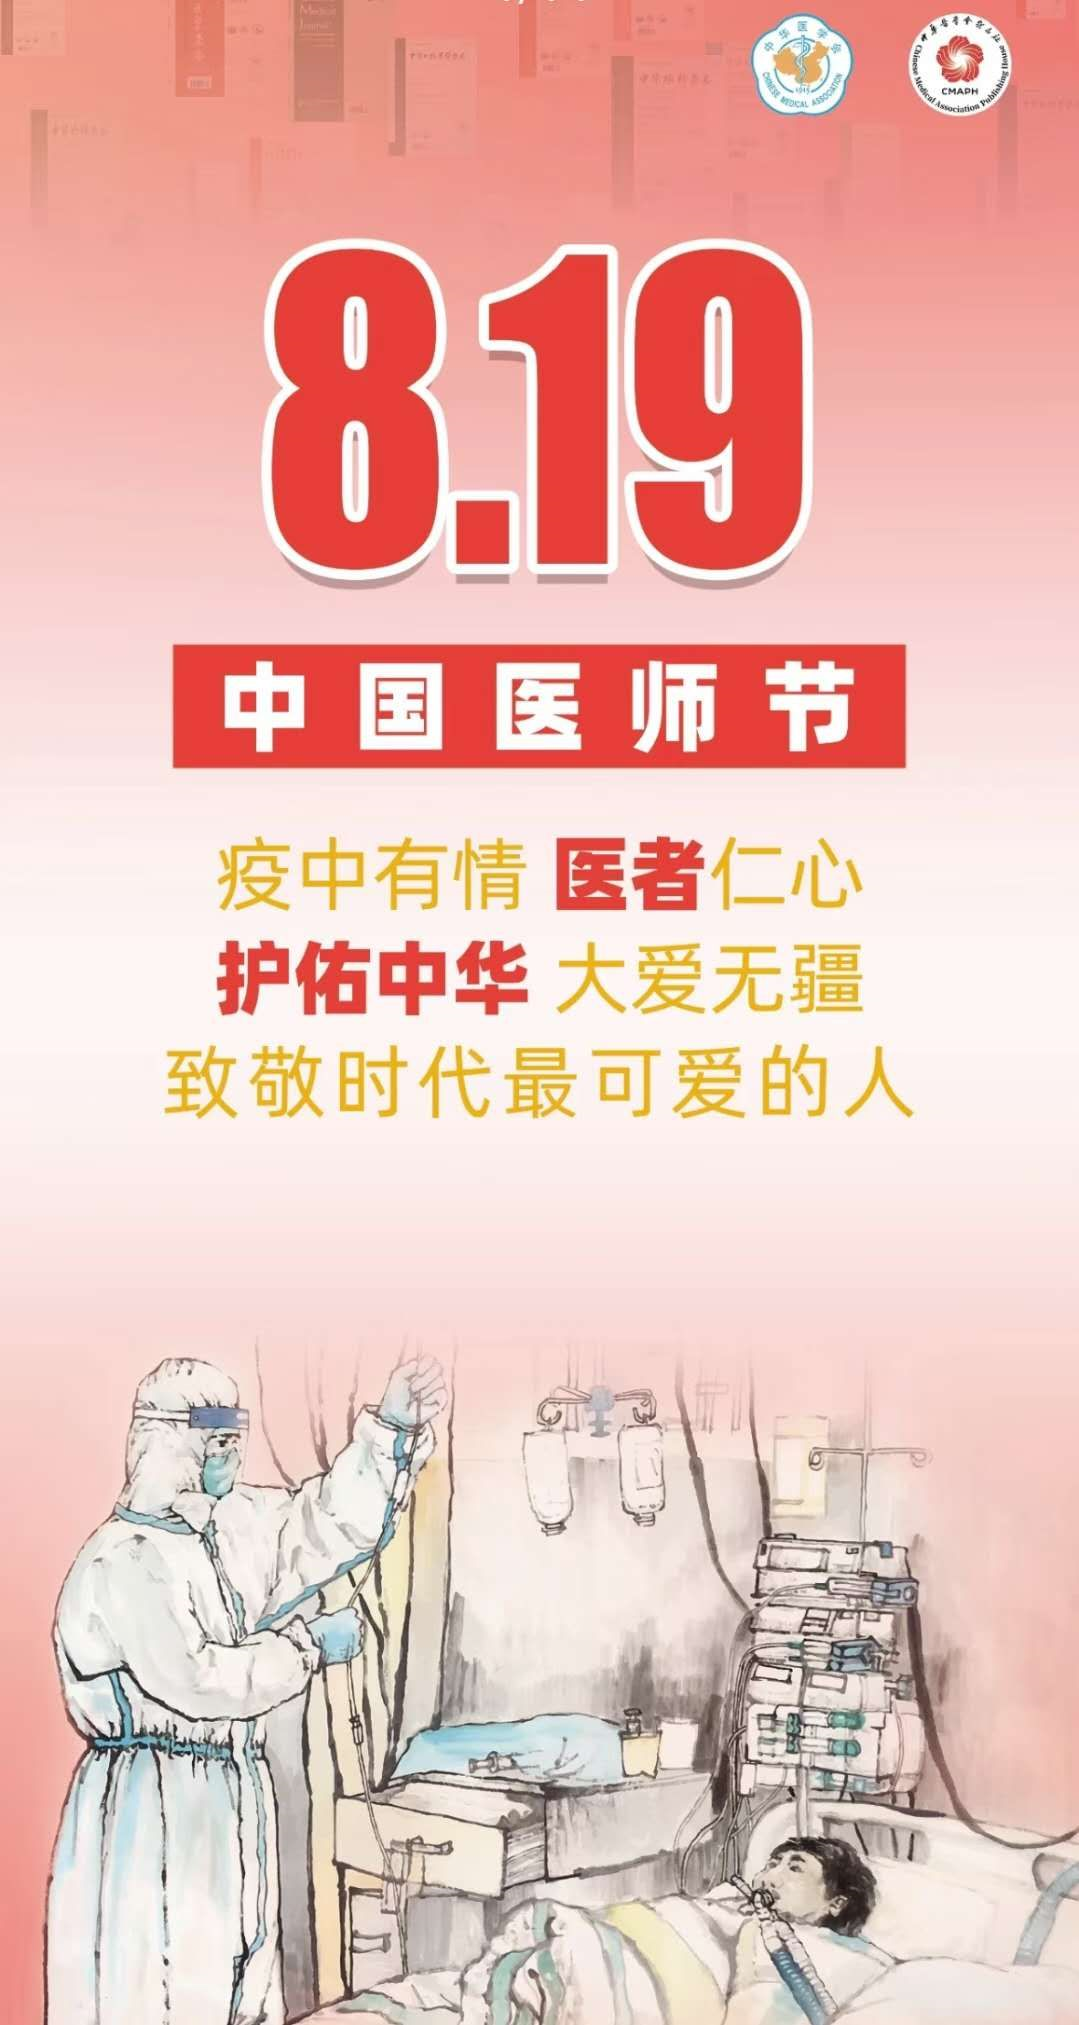 Medical
Journal
中华医学会
CHINESE MEDICAL ASSOCIATION
1915
中华医学会杂志社
Chinese Medical Association Publishing House
CMAPH
8.19
中国医师节
疫中有情 医者仁心
护佑中华 大爱无疆
致敬时代最可爱的人